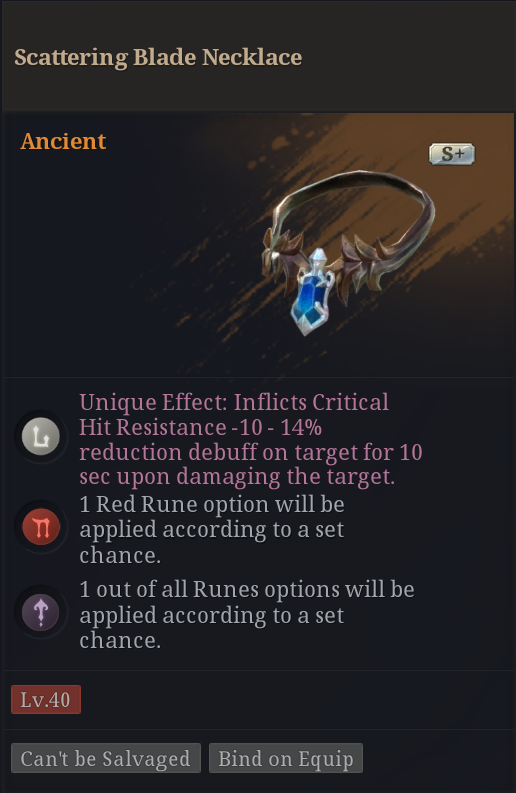 Scattering Blade Necklace
Ancient
S+
Unique Effect: Inflicts Critical
Hit Resistance -10 - 14%
reduction debuff on target for 10
sec upon damaging the target.
1 Red Rune option will be
applied according to a set
chance.
1 out of all Runes options will be
applied according to a set
chance.
Lv.40
Can't be Salvaged
Bind on Equip